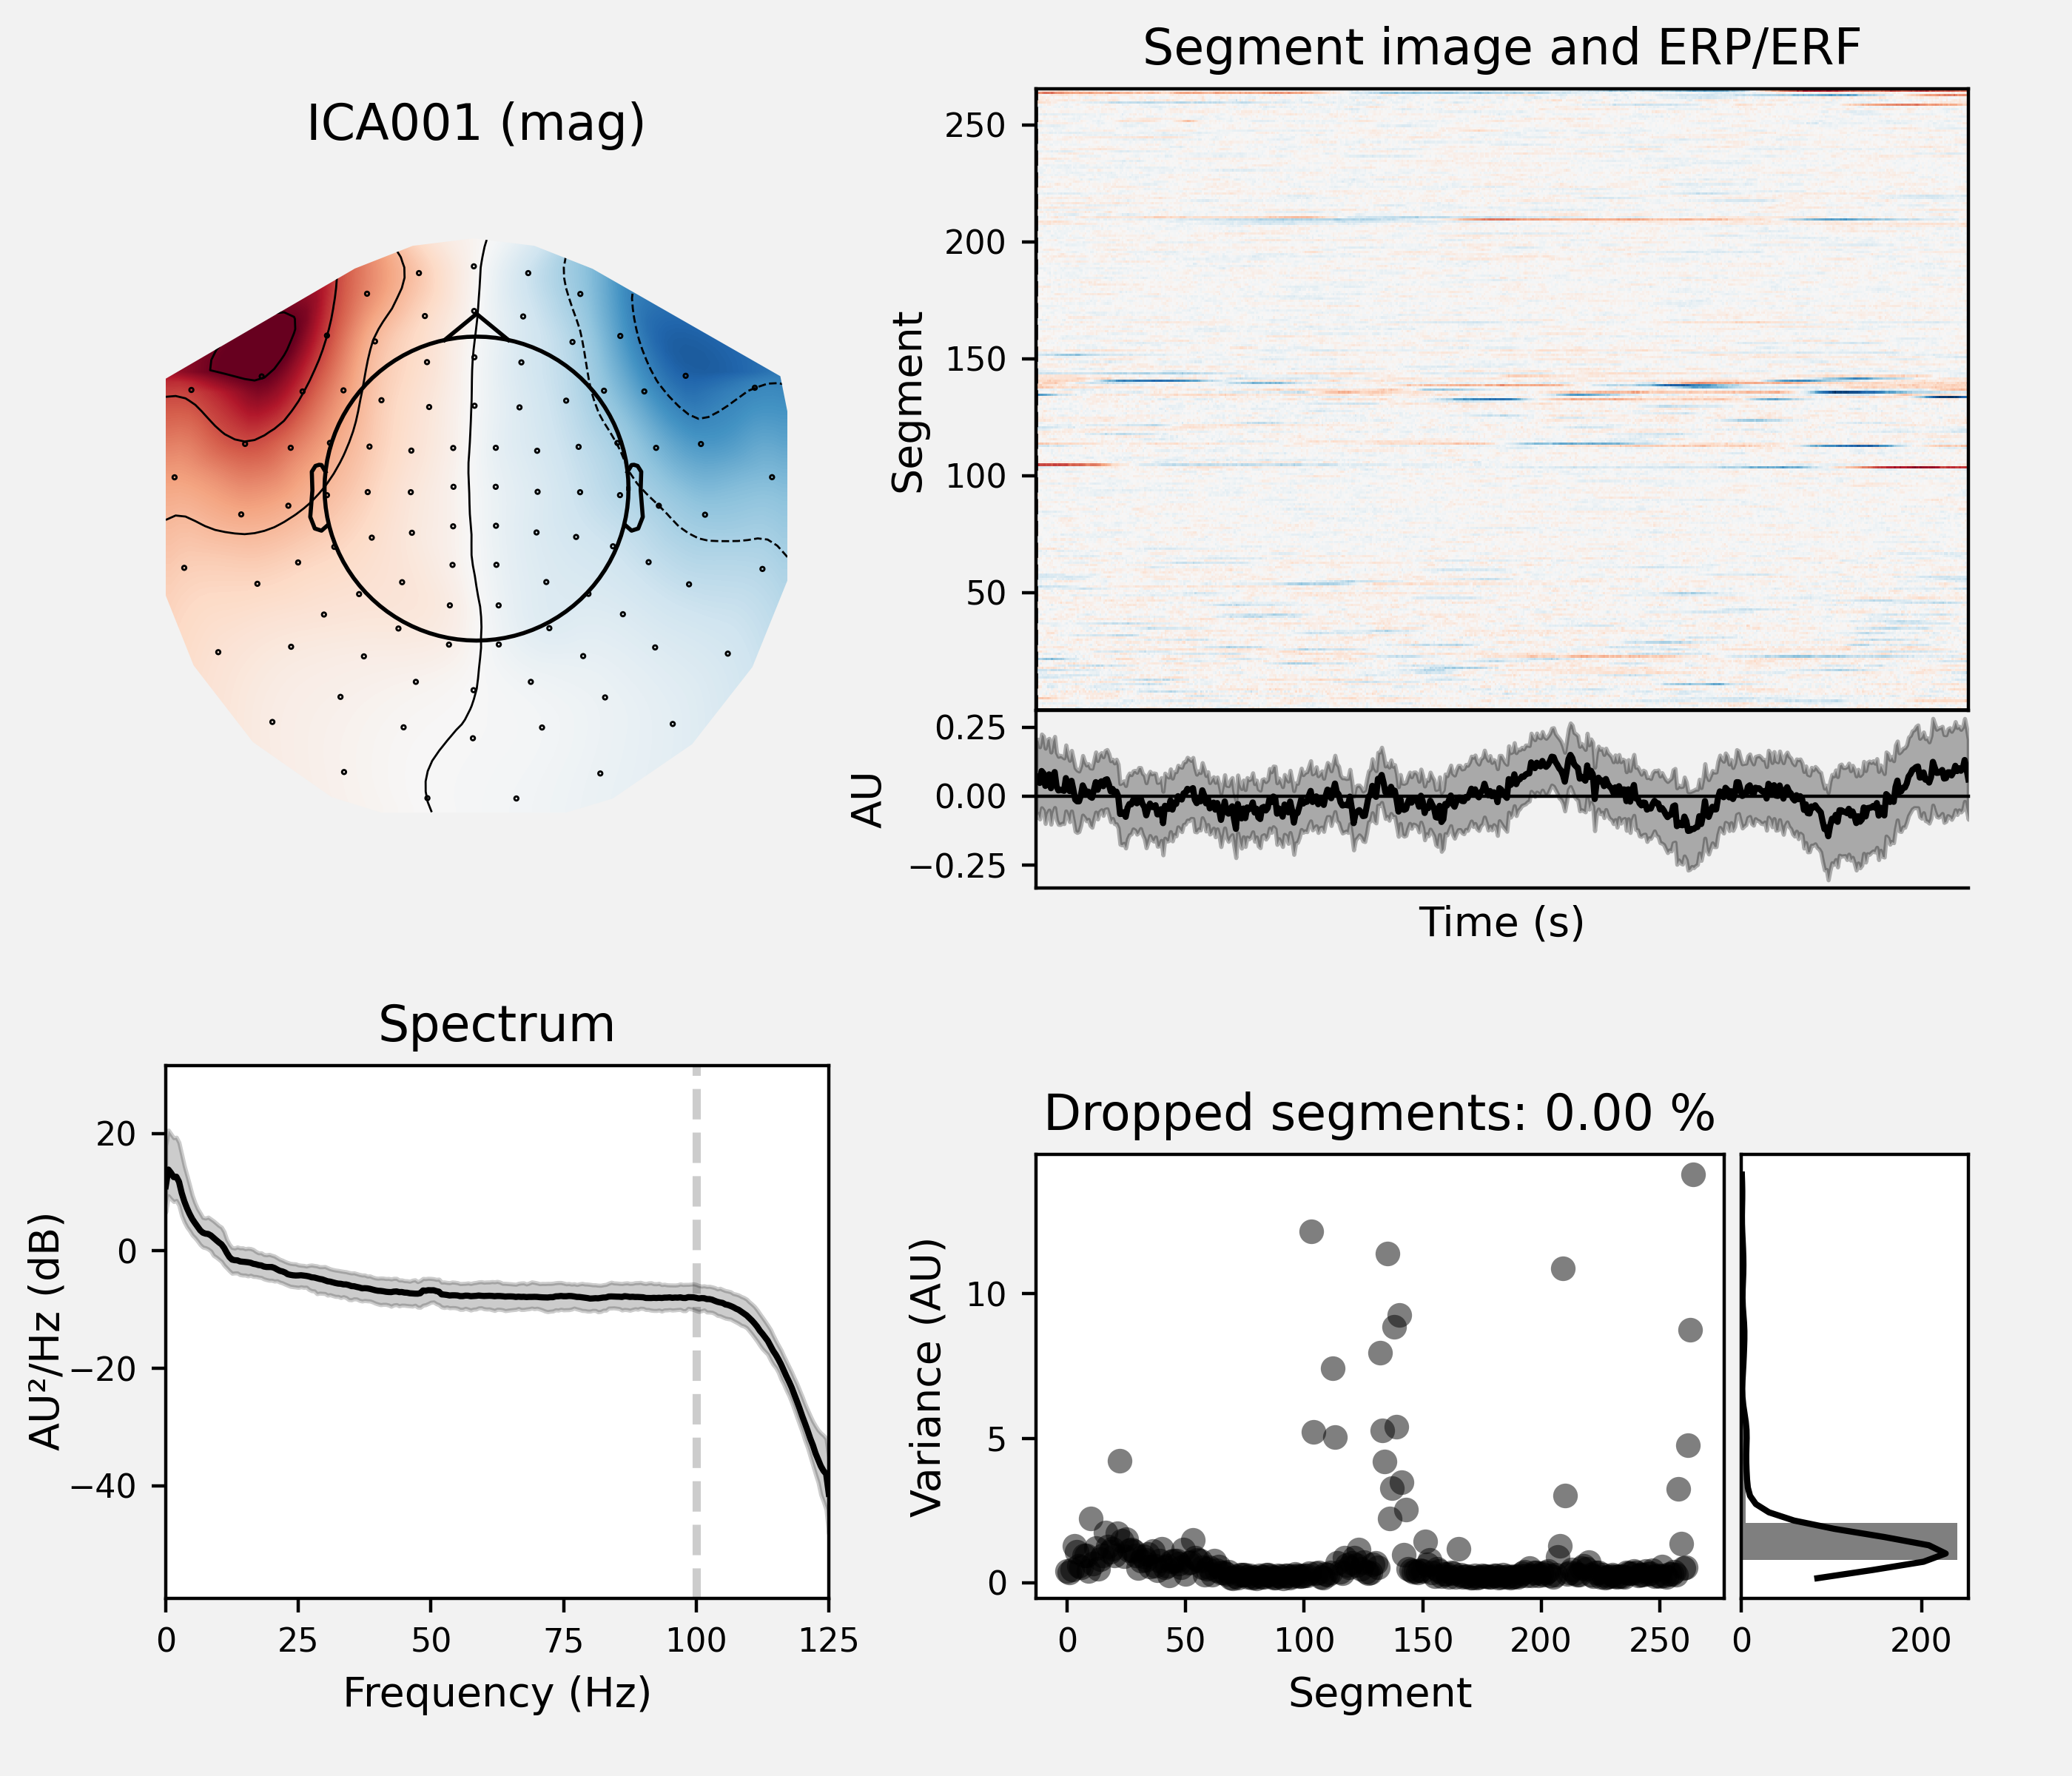 Segment image and ERP/ERF
ICA001 (mag)
250
200
150
100
50
Segment
0.25
0.00
−0.25
AU
Time (s)
Spectrum
20
0
−20
−40
AU²/Hz (dB)
0 25 50 75 100 125
Frequency (Hz)
Dropped segments: 0.00 %
10
5
0
Variance (AU)
0 50 100 150 200 250
0 200
Segment